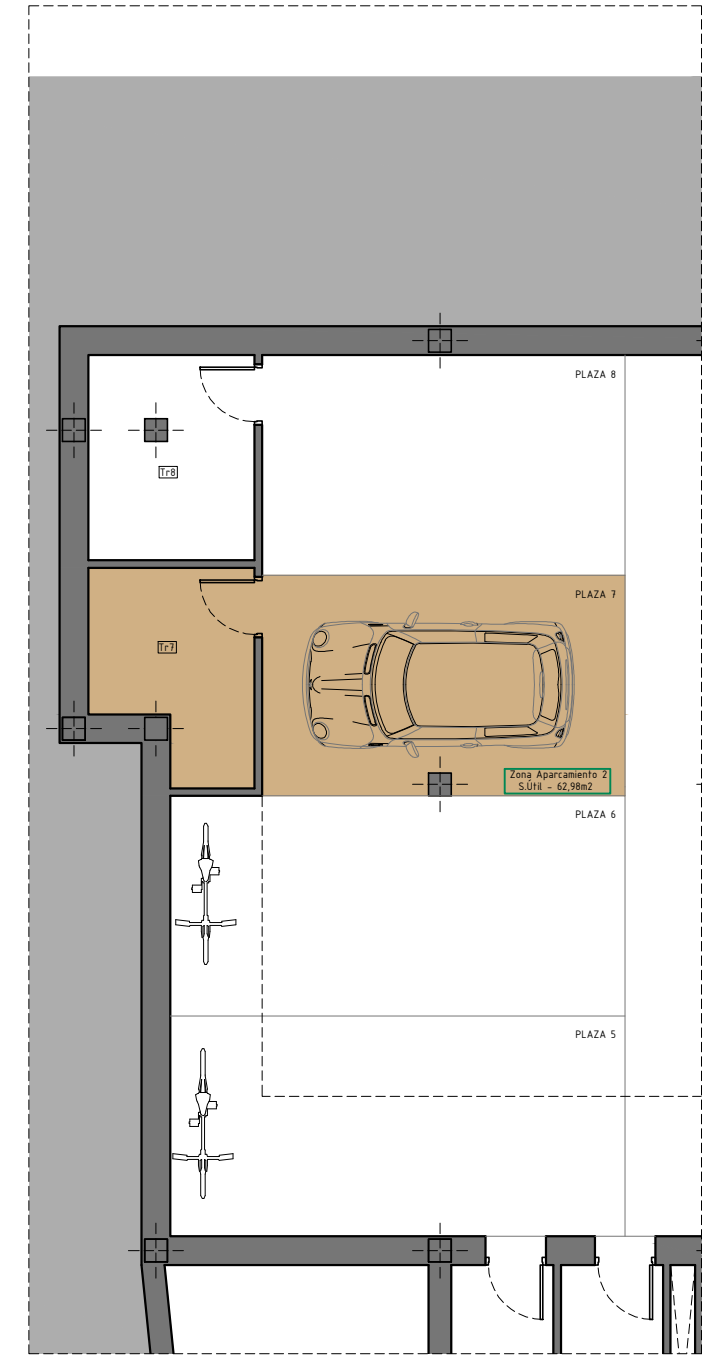 PLAZA 8
Tr8
PLAZA 7
Tr7
Zona Aparcamiento 2
S.Útil - 62,98m2
PLAZA 6
PLAZA 5